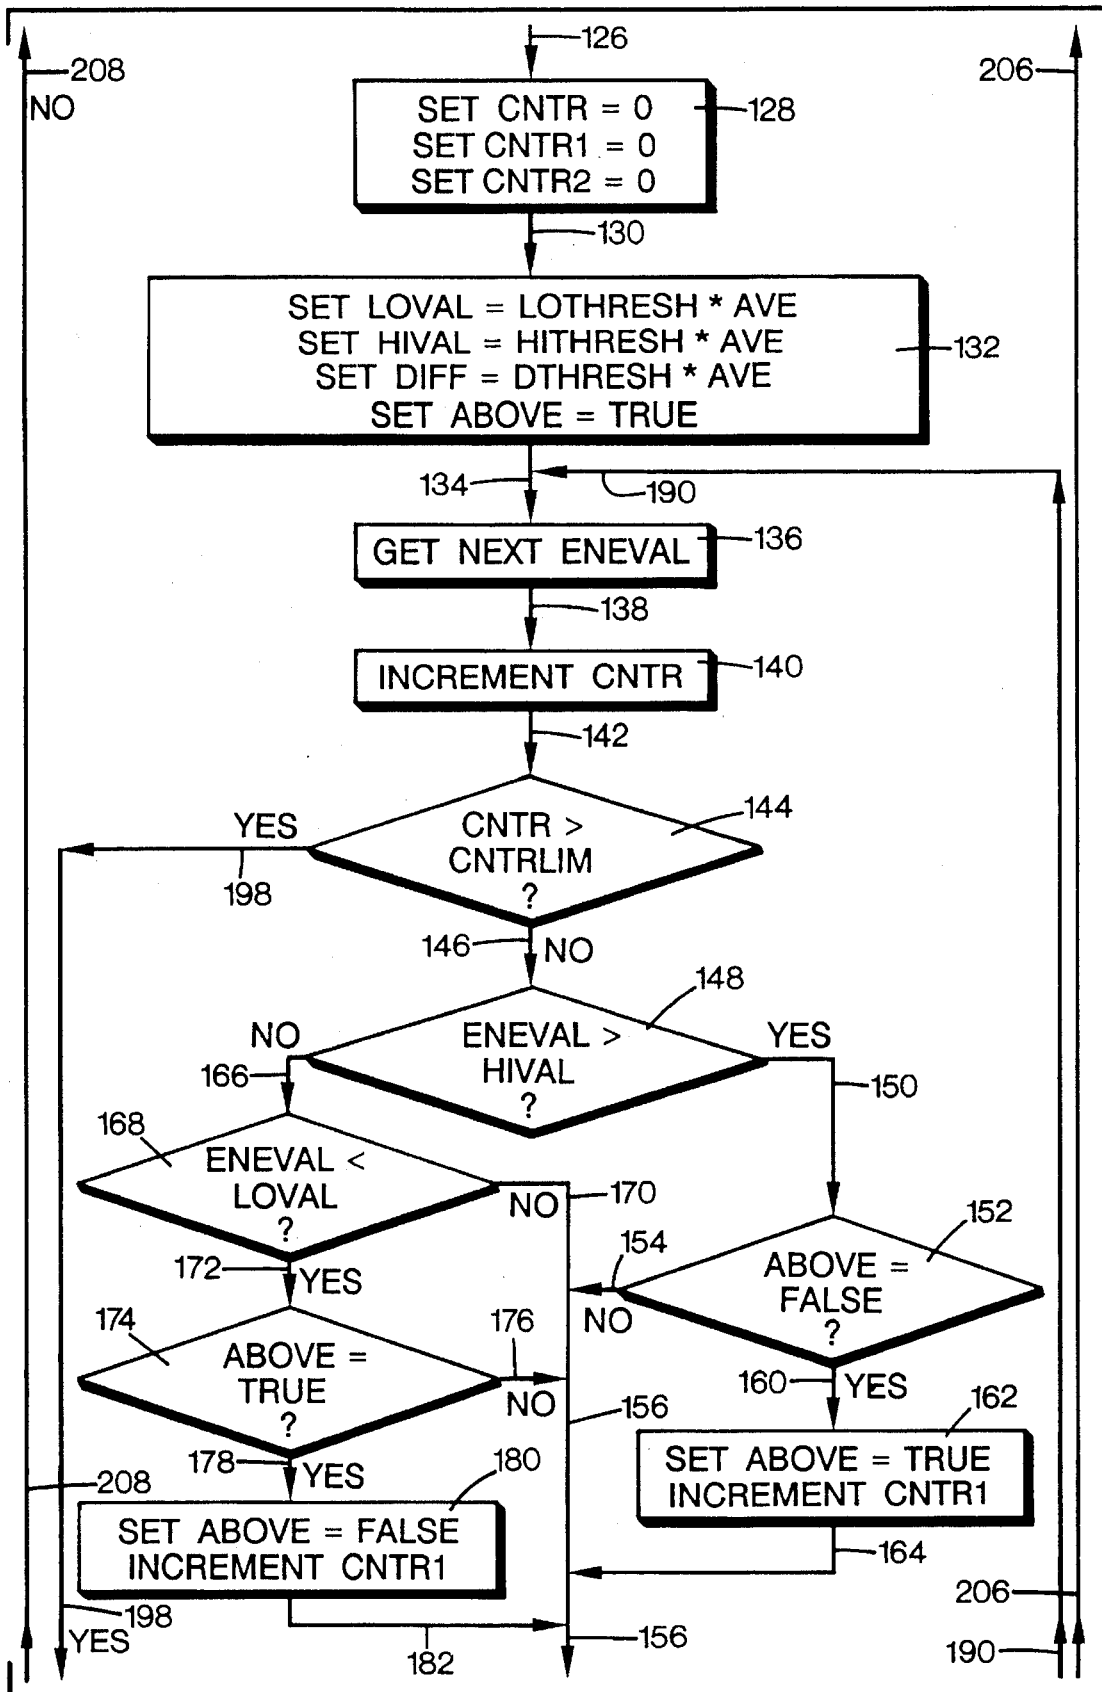 126
208
206
NO
SET CNTR = 0
SET CNTR1 = 0
SET CNTR2 = 0
128
130
SET LOVAL = LOTHRESH * AVE
SET HIVAL = HITHRESH * AVE
SET DIFF = DTHRESH * AVE
SET ABOVE = TRUE
132
134
190
GET NEXT ENEVAL
136
138
INCREMENT CNTR
140
142
144
YES
CNTR >
CNTRLIM
?
198
146
NO
148
NO
ENEVAL >
HIVAL
?
YES
166
150
168
ENEVAL <
LOVAL
?
NO
170
152
154
ABOVE =
FALSE
?
NO
172
YES
174
176
ABOVE =
TRUE
?
NO
160
YES
156
162
178
YES
180
SET ABOVE = TRUE
INCREMENT CNTR1
208
SET ABOVE = FALSE
INCREMENT CNTR1
164
206
198
YES
182
156
190